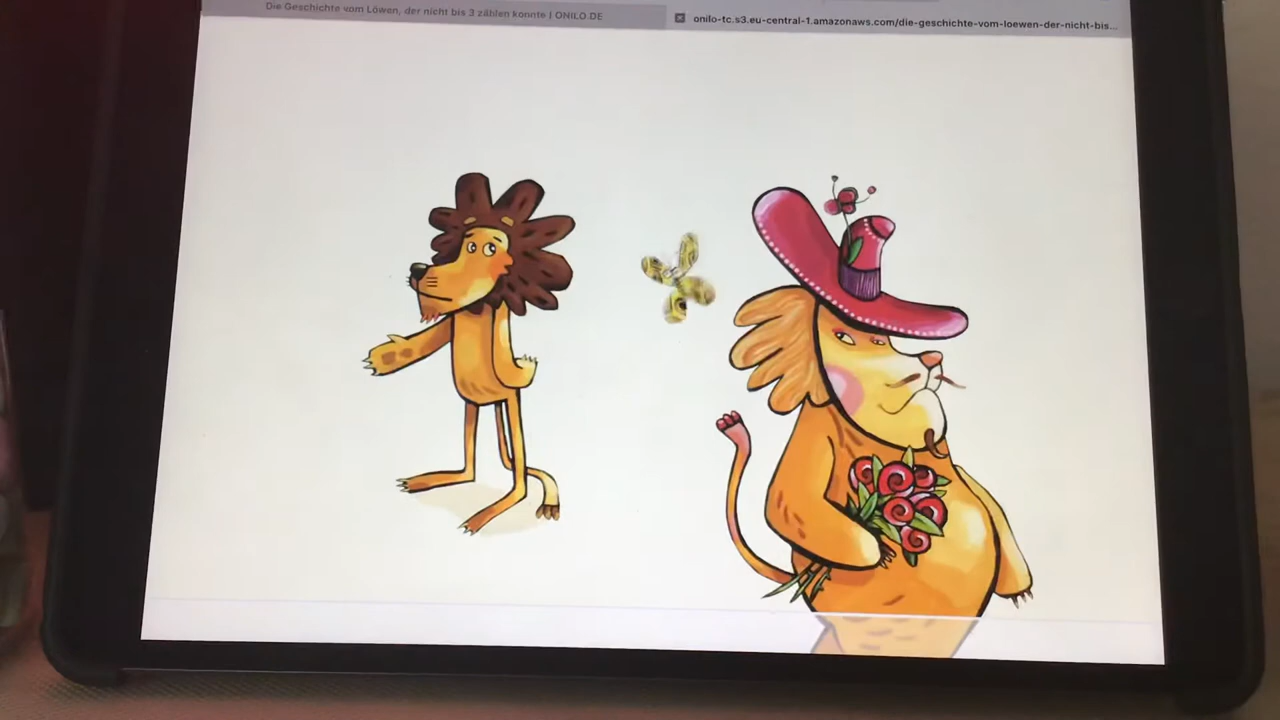 Die Geschichte vom Löwen, der nicht bis 3 zählen konnte | ONILO.DE
onilo-tc.s3.eu-central-1.amazonaws.com/die-geschichte-vom-loewen-der-nicht-bis...